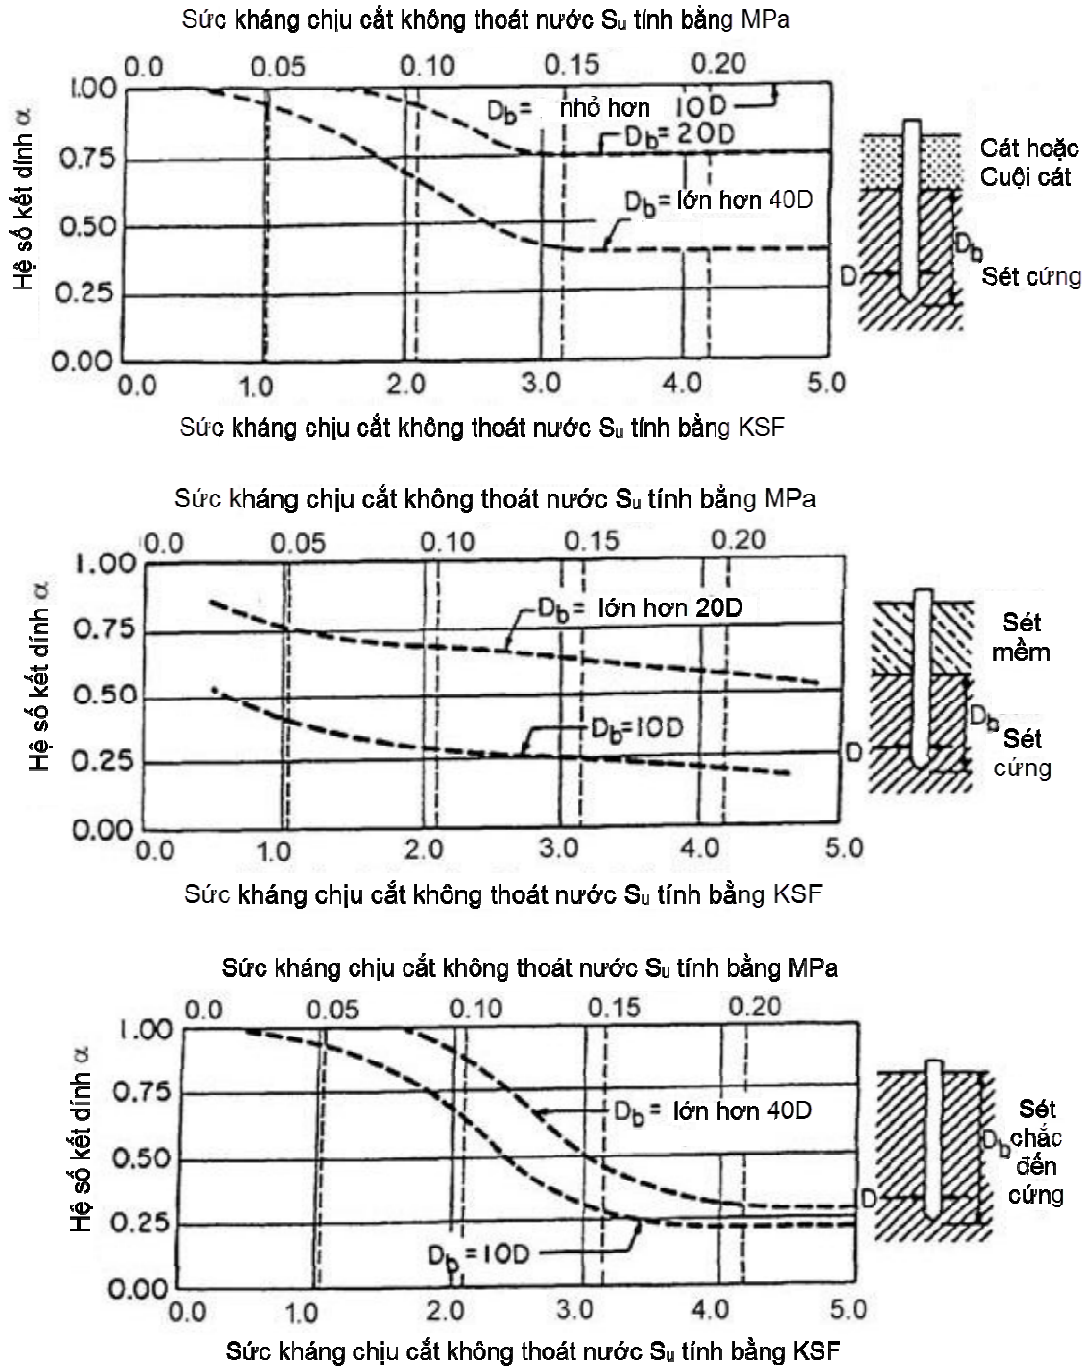 Sức kháng chịu cắt không thoát nước Su tính bằng MPa
0.0 0.05 0.10 0.15 0.20
Hệ số kết dính α
1.00
0.75
0.50
0.25
0.00
Db = nhỏ hơn 10D
Db = 20D
Db = lớn hơn 40D
0.0 1.0 2.0 3.0 4.0 5.0
Cát hoặc
Cuội cát
Db
D
Sét cứng
Sức kháng chịu cắt không thoát nước Su tính bằng KSF
Sức kháng chịu cắt không thoát nước Su tính bằng MPa
0.0 0.05 0.10 0.15 0.20
Hệ số kết dính α
1.00
0.75
0.50
0.25
0.00
Db = lớn hơn 20D
Db=10D
0.0 1.0 2.0 3.0 4.0 5.0
Sét
mềm
Db
D
Sét
cứng
Sức kháng chịu cắt không thoát nước Su tính bằng KSF
Sức kháng chịu cắt không thoát nước Su tính bằng MPa
0.0 0.05 0.10 0.15 0.20
Hệ số kết dính α
1.00
0.75
0.50
0.25
0.00
Db = lớn hơn 40D
Db = 10D
0.0 1.0 2.0 3.0 4.0 5.0
Sét
chắc
đến
cứng
Db
D
Sức kháng chịu cắt không thoát nước Su tính bằng KSF